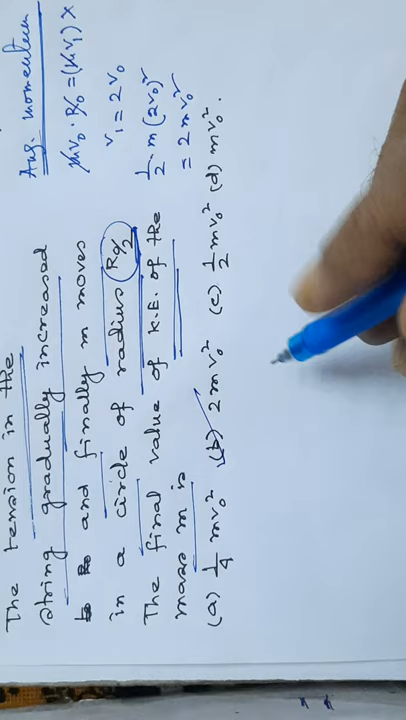 The tension in the
string gradually increased
and finally m moves
in a circle of radius R₀/2
The final value of K.E. of the
mass m is
(a) 1/4 mv₀² (b) 2mv₀² (c) 1/2 mv₀² (d) mv₀².
Ang. momentum
mv₀ · R₀ = (mv₁) ×
v₁ = 2v₀
1/2 · m(2v₀)²
= 2mv₀²